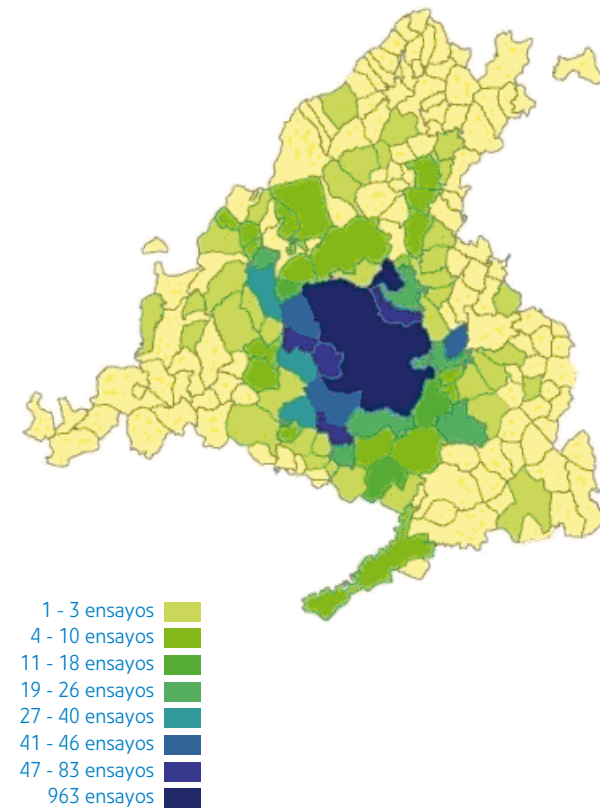 1 - 3 ensayos
4 - 10 ensayos
11 - 18 ensayos
19 - 26 ensayos
27 - 40 ensayos
41 - 46 ensayos
47 - 83 ensayos
963 ensayos